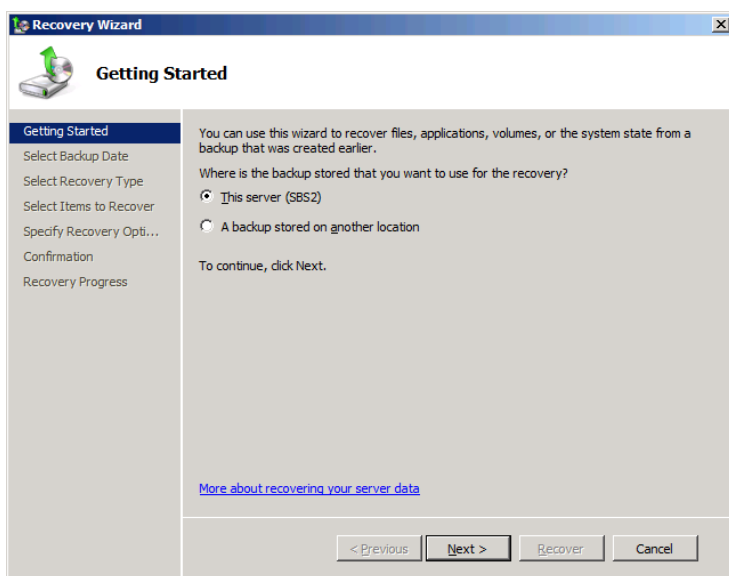 Recovery Wizard
Getting Started
Getting Started
Select Backup Date
Select Recovery Type
Select Items to Recover
Specify Recovery Opti...
Confirmation
Recovery Progress
You can use this wizard to recover files, applications, volumes, or the system state from a
backup that was created earlier.
Where is the backup stored that you want to use for the recovery?
This server (SBS2)
A backup stored on another location
To continue, click Next.
More about recovering your server data
< Previous
Next >
Recover
Cancel